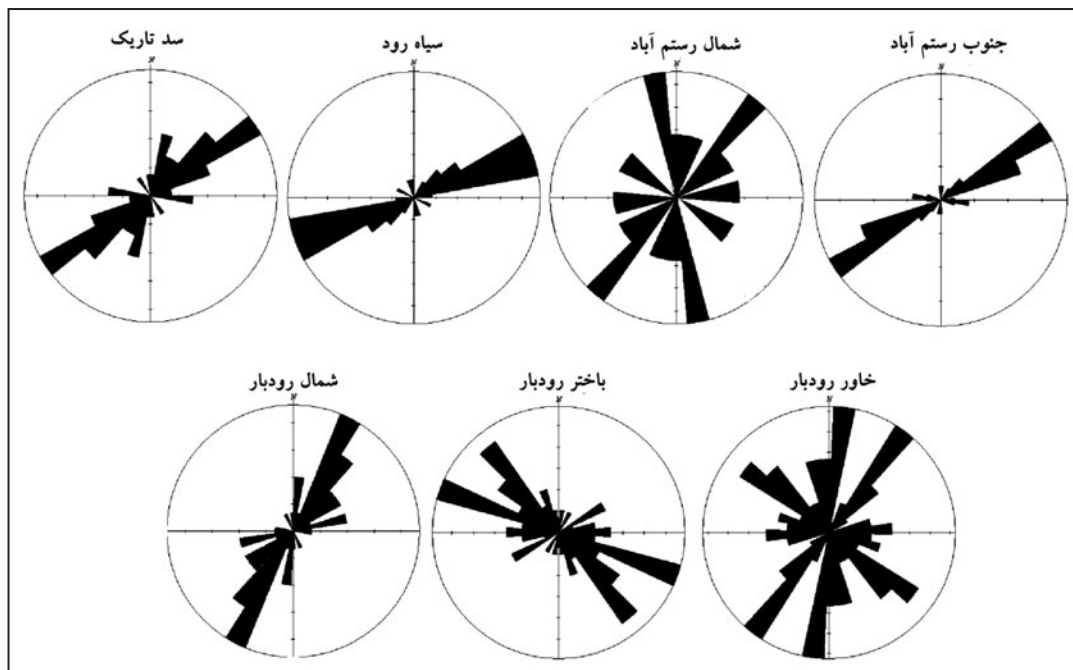 جنوب رستم آباد
شمال رستم آباد
سیاه رود
سد تاریک
خاور رودبار
باختر رودبار
شمال رودبار